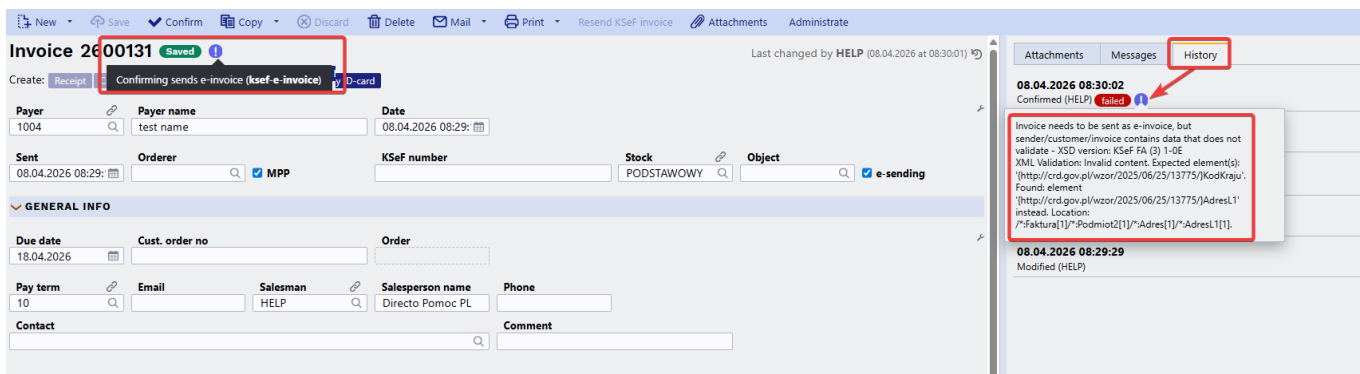 New Save Confirm Copy Discard Delete Mail Print Resend KSeF invoice Attachments Administrate
Invoice 2600131 Saved
Last changed by HELP (08.04.2026 at 08:30:01)
Confirming sends e-invoice (ksef-e-invoice)
Create: Receipt D-card
Payer Payer name Date
1004 test name 08.04.2026 08:29:
Sent Orderer KSeF number Stock Object
08.04.2026 08:29: MPP PODSTAWOWY e-sending
GENERAL INFO
Due date Cust. order no Order
18.04.2026
Pay term Email Salesman Salesperson name Phone
10 HELP Directo Pomoc PL
Contact Comment
Attachments Messages History
08.04.2026 08:30:02
Confirmed (HELP) failed
Invoice needs to be sent as e-invoice, but
sender/customer/invoice contains data that does not
validate - XSD version: KSeF FA (3) 1-0E
XML Validation: Invalid content. Expected element(s):
'{http://crd.gov.pl/wzor/2025/06/25/13775/}KodKraju'.
Found: element
'{http://crd.gov.pl/wzor/2025/06/25/13775/}AdresL1'
instead. Location:
/*:Faktura[1]/*:Podmiot2[1]/*:Adres[1]/*:AdresL1[1].
08.04.2026 08:29:29
Modified (HELP)